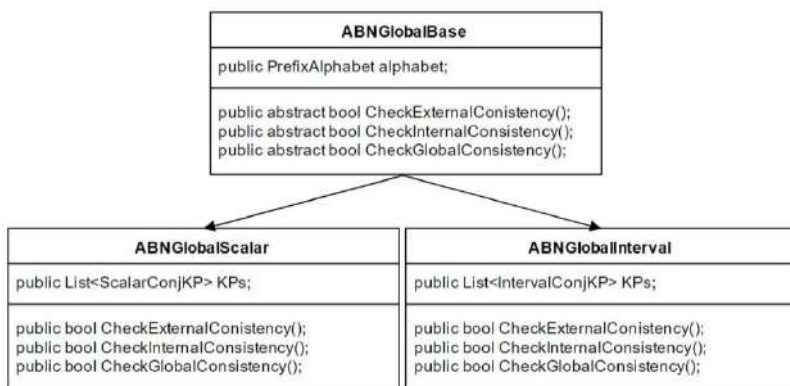 ABNGlobalBase
public PrefixAlphabet alphabet;
public abstract bool CheckExternalConistency();
public abstract bool CheckInternalConsistency();
public abstract bool CheckGlobalConsistency();
ABNGlobalScalar
public List<ScalarConjKP> KPs;
public bool CheckExternalConistency();
public bool CheckInternalConsistency();
public bool CheckGlobalConsistency();
ABNGlobalInterval
public List<IntervalConjKP> KPs;
public bool CheckExternalConistency();
public bool CheckInternalConsistency();
public bool CheckGlobalConsistency();